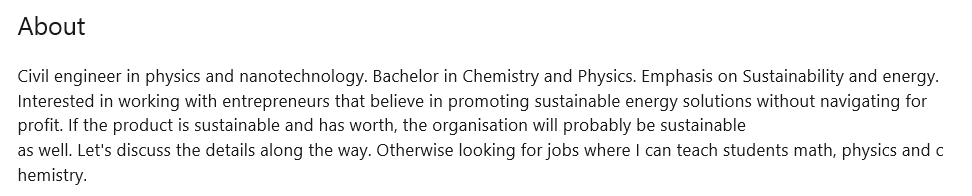 About
Civil engineer in physics and nanotechnology. Bachelor in Chemistry and Physics. Emphasis on Sustainability and energy.
Interested in working with entrepreneurs that believe in promoting sustainable energy solutions without navigating for
profit. If the product is sustainable and has worth, the organisation will probably be sustainable
as well. Let's discuss the details along the way. Otherwise looking for jobs where I can teach students math, physics and c
hemistry.